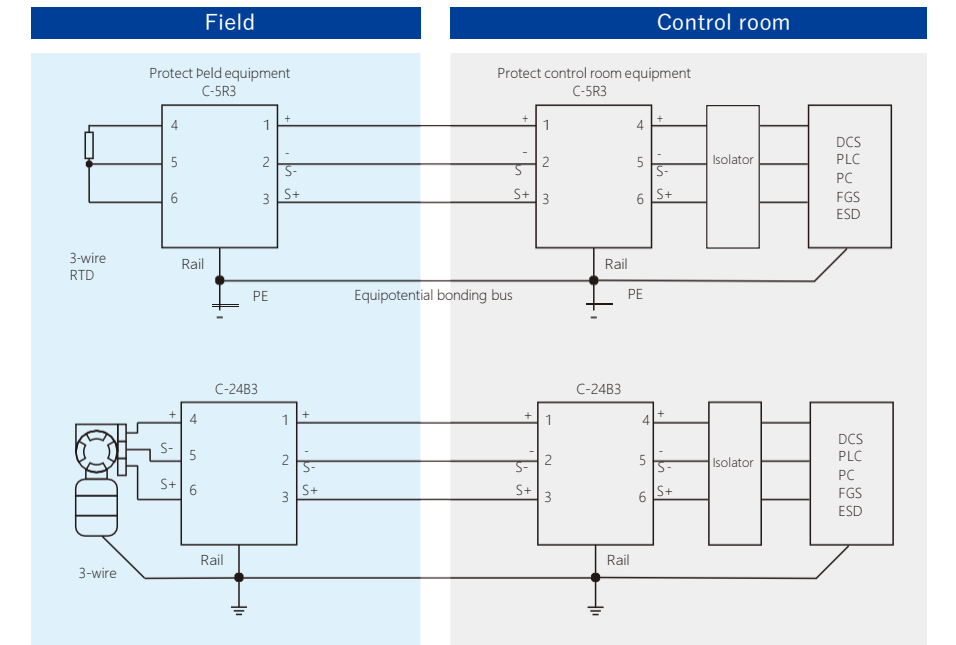 Field
Control room
Protect Þeld equipment
C-5R3
Protect control room equipment
C-5R3
4 1 + + 1 4 +
5 2 - - 2 5 -
S- S S-
6 3 S+ S+ 3 6 S+
Isolator
DCS
PLC
PC
FGS
ESD
3-wire
RTD
Rail
Rail
PE
Equipotential bonding bus
PE
C-24B3
C-24B3
+ 4 1 + + 1 4 +
S- 5 2 - - 2 5 -
S- S- S-
S+ 6 3 S+ S+ 3 6 S+
Isolator
DCS
PLC
PC
FGS
ESD
Rail
Rail
3-wire